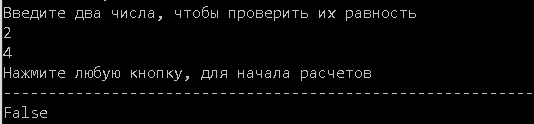 Введите два числа, чтобы проверить их равность
2
4
Нажмите любую кнопку, для начала расчетов
-----------------------------------------------------------
False